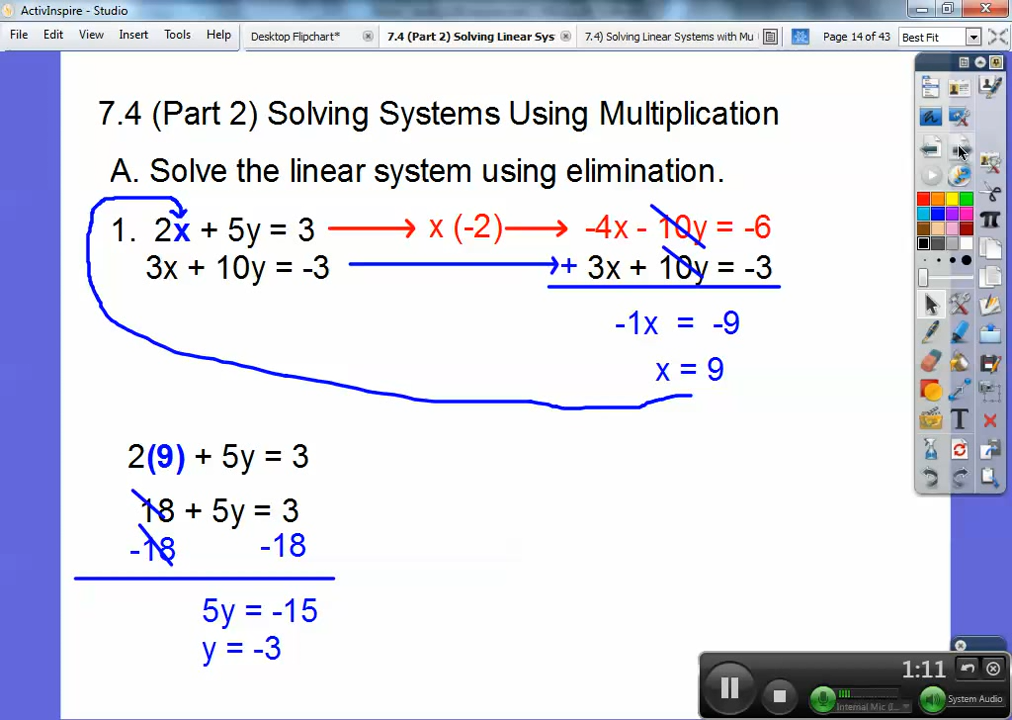 ActivInspire - Studio
File Edit View Insert Tools Help Desktop Flipchart* 7.4 (Part 2) Solving Linear Sys 7.4) Solving Linear Systems with Mu Page 14 of 43 Best Fit
7.4 (Part 2) Solving Systems Using Multiplication
A. Solve the linear system using elimination.
1. 2x + 5y = 3 x (-2) -4x - 10y = -6
3x + 10y = -3 + 3x + 10y = -3
-1x = -9
x = 9
2(9) + 5y = 3
18 + 5y = 3
-18 -18
5y = -15
y = -3
1:11
Internal Mic (I... System Audio